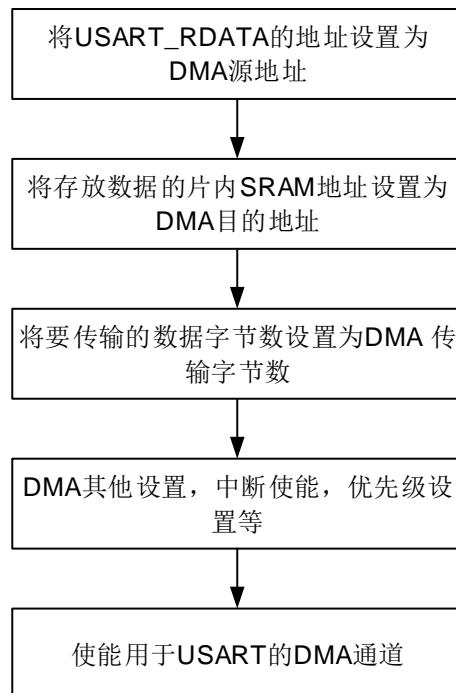 将USART_RDATA的地址设置为
DMA源地址
将存放数据的片内SRAM地址设置为
DMA目的地址
将要传输的数据字节数设置为DMA 传
输字节数
DMA其他设置，中断使能，优先级设
置等
使能用于USART的DMA通道